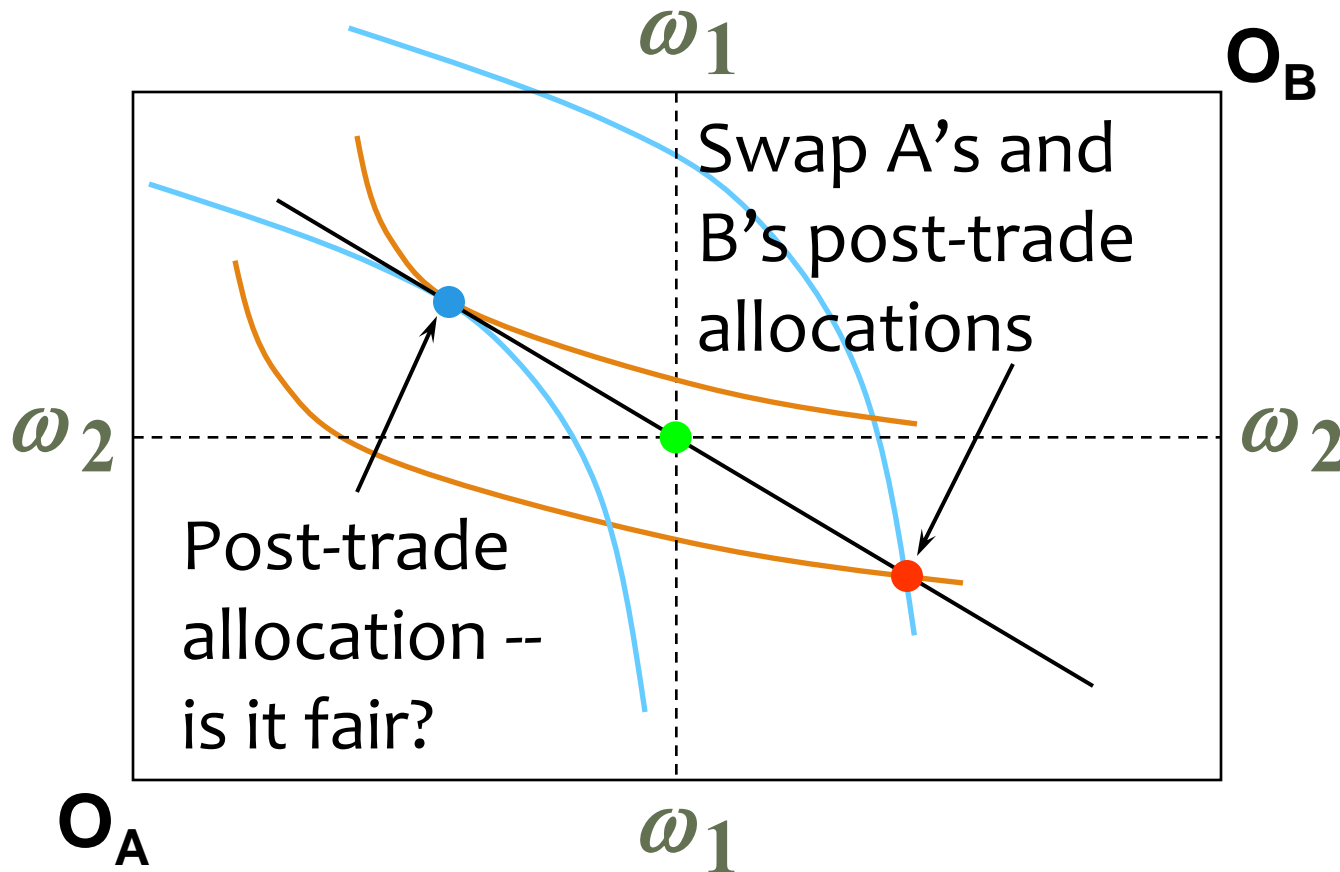 ω1
OB
Swap A’s and
B’s post-trade
allocations
ω2
ω2
Post-trade
allocation --
is it fair?
OA
ω1